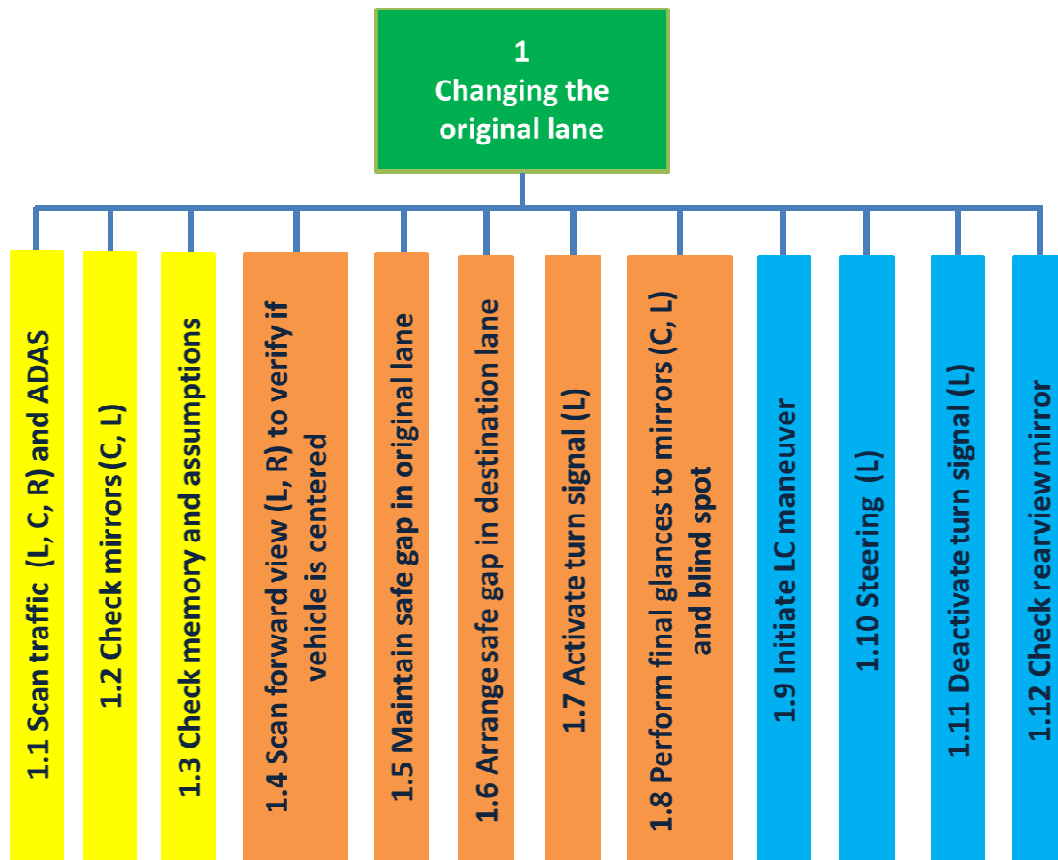 1
Changing the
original lane
1.1 Scan traffic (L, C, R) and ADAS
1.2 Check mirrors (C, L)
1.3 Check memory and assumptions
1.4 Scan forward view (L, R) to verify if
vehicle is centered
1.5 Maintain safe gap in original lane
1.6 Arrange safe gap in destination lane
1.7 Activate turn signal (L)
1.8 Perform final glances to mirrors (C, L)
and blind spot
1.9 Initiate LC maneuver
1.10 Steering (L)
1.11 Deactivate turn signal (L)
1.12 Check rearview mirror